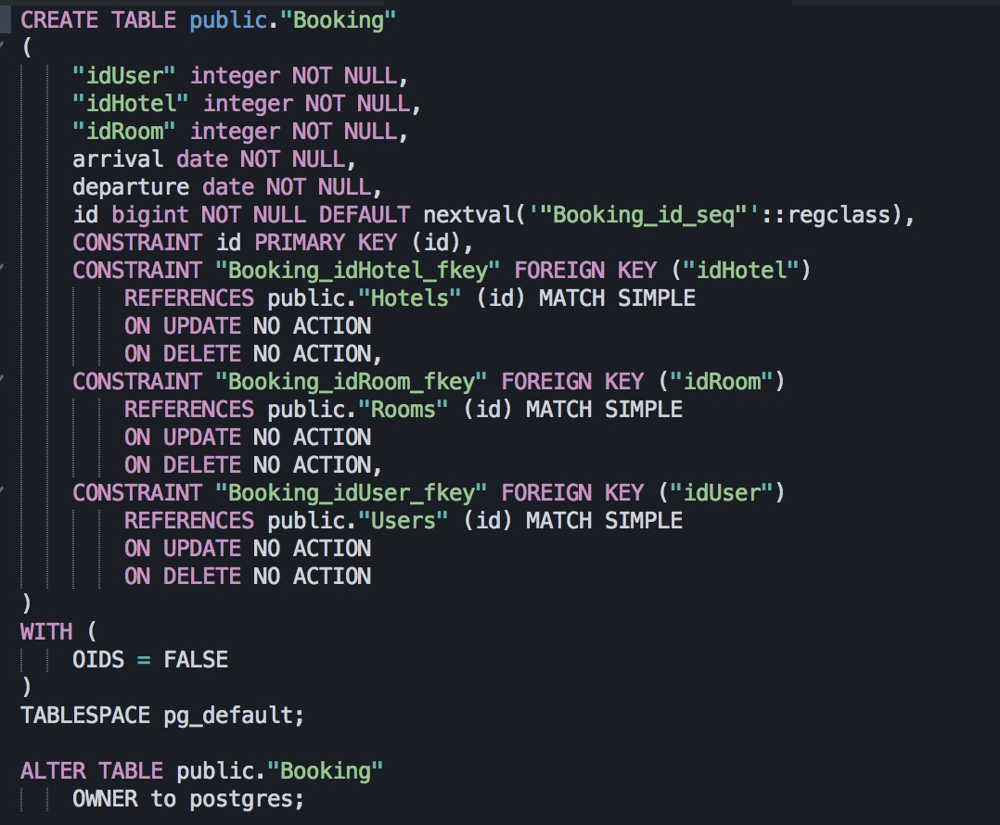 CREATE TABLE public."Booking"
(
    "idUser" integer NOT NULL,
    "idHotel" integer NOT NULL,
    "idRoom" integer NOT NULL,
    arrival date NOT NULL,
    departure date NOT NULL,
    id bigint NOT NULL DEFAULT nextval('"Booking_id_seq"'::regclass),
    CONSTRAINT id PRIMARY KEY (id),
    CONSTRAINT "Booking_idHotel_fkey" FOREIGN KEY ("idHotel")
        REFERENCES public."Hotels" (id) MATCH SIMPLE
        ON UPDATE NO ACTION
        ON DELETE NO ACTION,
    CONSTRAINT "Booking_idRoom_fkey" FOREIGN KEY ("idRoom")
        REFERENCES public."Rooms" (id) MATCH SIMPLE
        ON UPDATE NO ACTION
        ON DELETE NO ACTION,
    CONSTRAINT "Booking_idUser_fkey" FOREIGN KEY ("idUser")
        REFERENCES public."Users" (id) MATCH SIMPLE
        ON UPDATE NO ACTION
        ON DELETE NO ACTION
)
WITH (
    OIDS = FALSE
)
TABLESPACE pg_default;

ALTER TABLE public."Booking"
    OWNER to postgres;